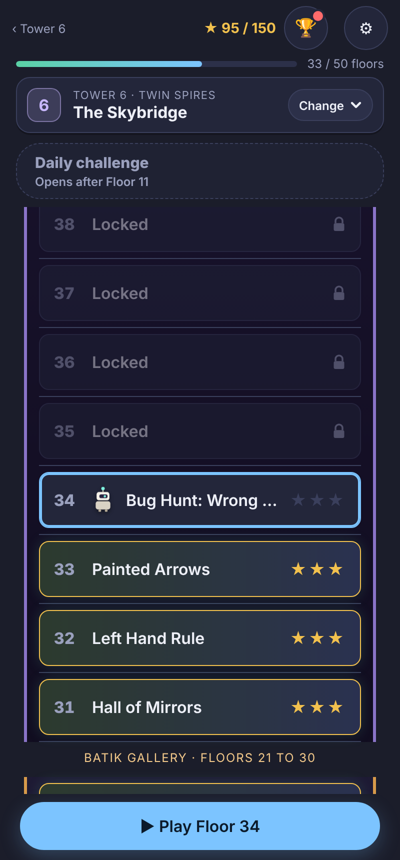 ‹ Tower 6
★ 95 / 150
33 / 50 floors
6
TOWER 6 · TWIN SPIRES
The Skybridge
Change
Daily challenge
Opens after Floor 11
38 Locked
37 Locked
36 Locked
35 Locked
34 Bug Hunt: Wrong ... ★ ★ ★
33 Painted Arrows ★ ★ ★
32 Left Hand Rule ★ ★ ★
31 Hall of Mirrors ★ ★ ★
BATIK GALLERY · FLOORS 21 TO 30
▶ Play Floor 34